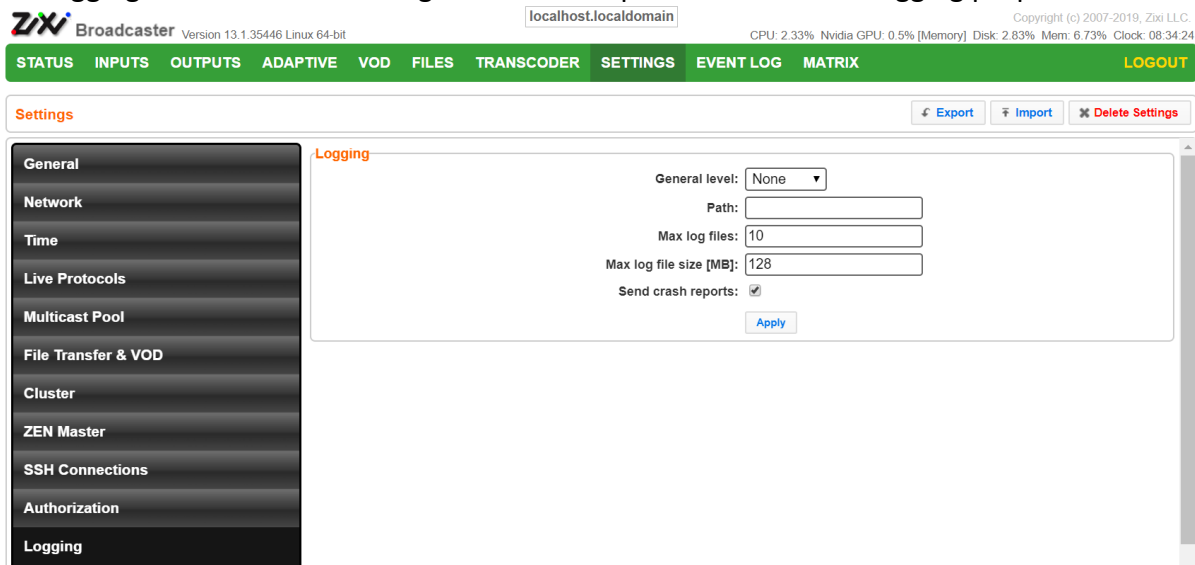 localhost.localdomain
Copyright (c) 2007-2019, Zixi LLC.
ZiXi Broadcaster Version 13.1.35446 Linux 64-bit
CPU: 2.33% Nvidia GPU: 0.5% [Memory] Disk: 2.83% Mem: 6.73% Clock: 08:34:24
STATUS INPUTS OUTPUTS ADAPTIVE VOD FILES TRANSCODER SETTINGS EVENT LOG MATRIX LOGOUT
Settings Export Import Delete Settings
General
Network
Time
Live Protocols
Multicast Pool
File Transfer & VOD
Cluster
ZEN Master
SSH Connections
Authorization
Logging
Logging
General level: None
Path:
Max log files: 10
Max log file size [MB]: 128
Send crash reports:
Apply